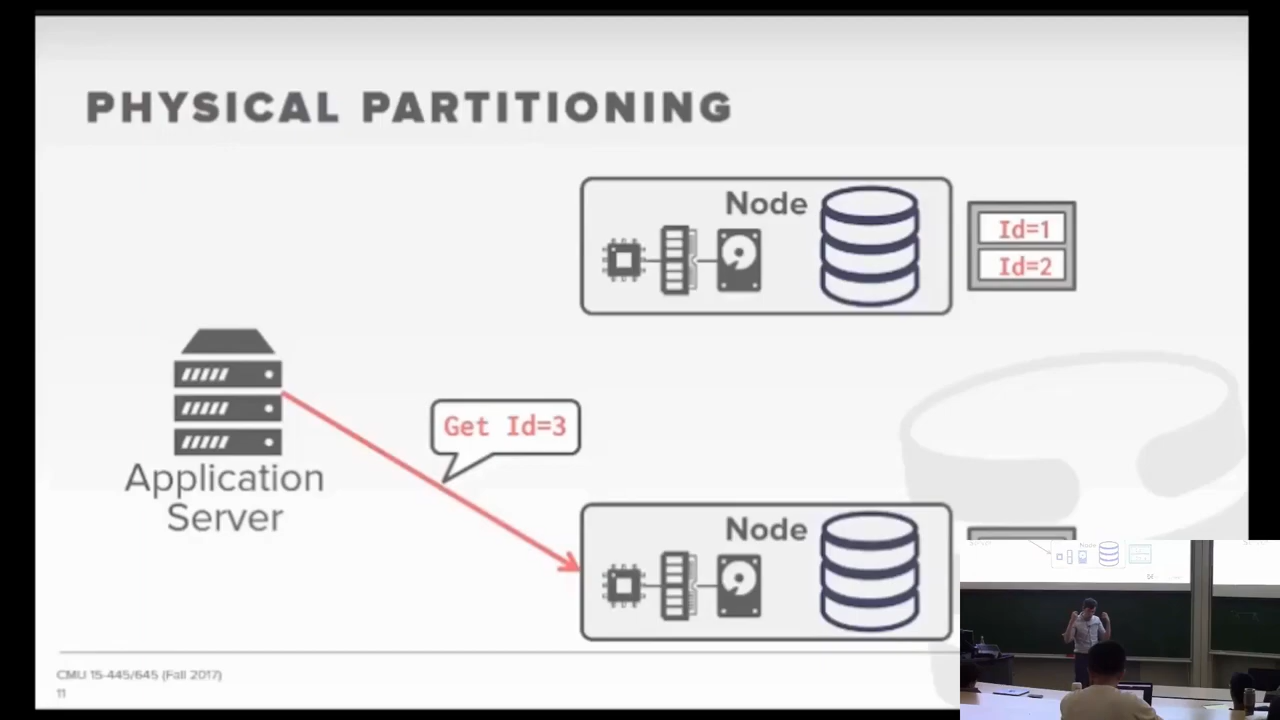 PHYSICAL PARTITIONING
Node
Id=1
Id=2
Get Id=3
Application
Server
Node
CMU 15-445/645 (Fall 2017)
11